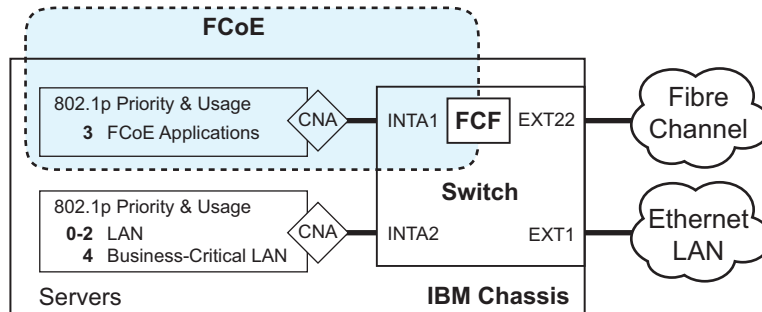 FCoE
802.1p Priority & Usage
3 FCoE Applications
CNA
INTA1
FCF
EXT22
Fibre
Channel
Switch
802.1p Priority & Usage
0-2 LAN
4 Business-Critical LAN
CNA
INTA2
EXT1
Ethernet
LAN
Servers
IBM Chassis